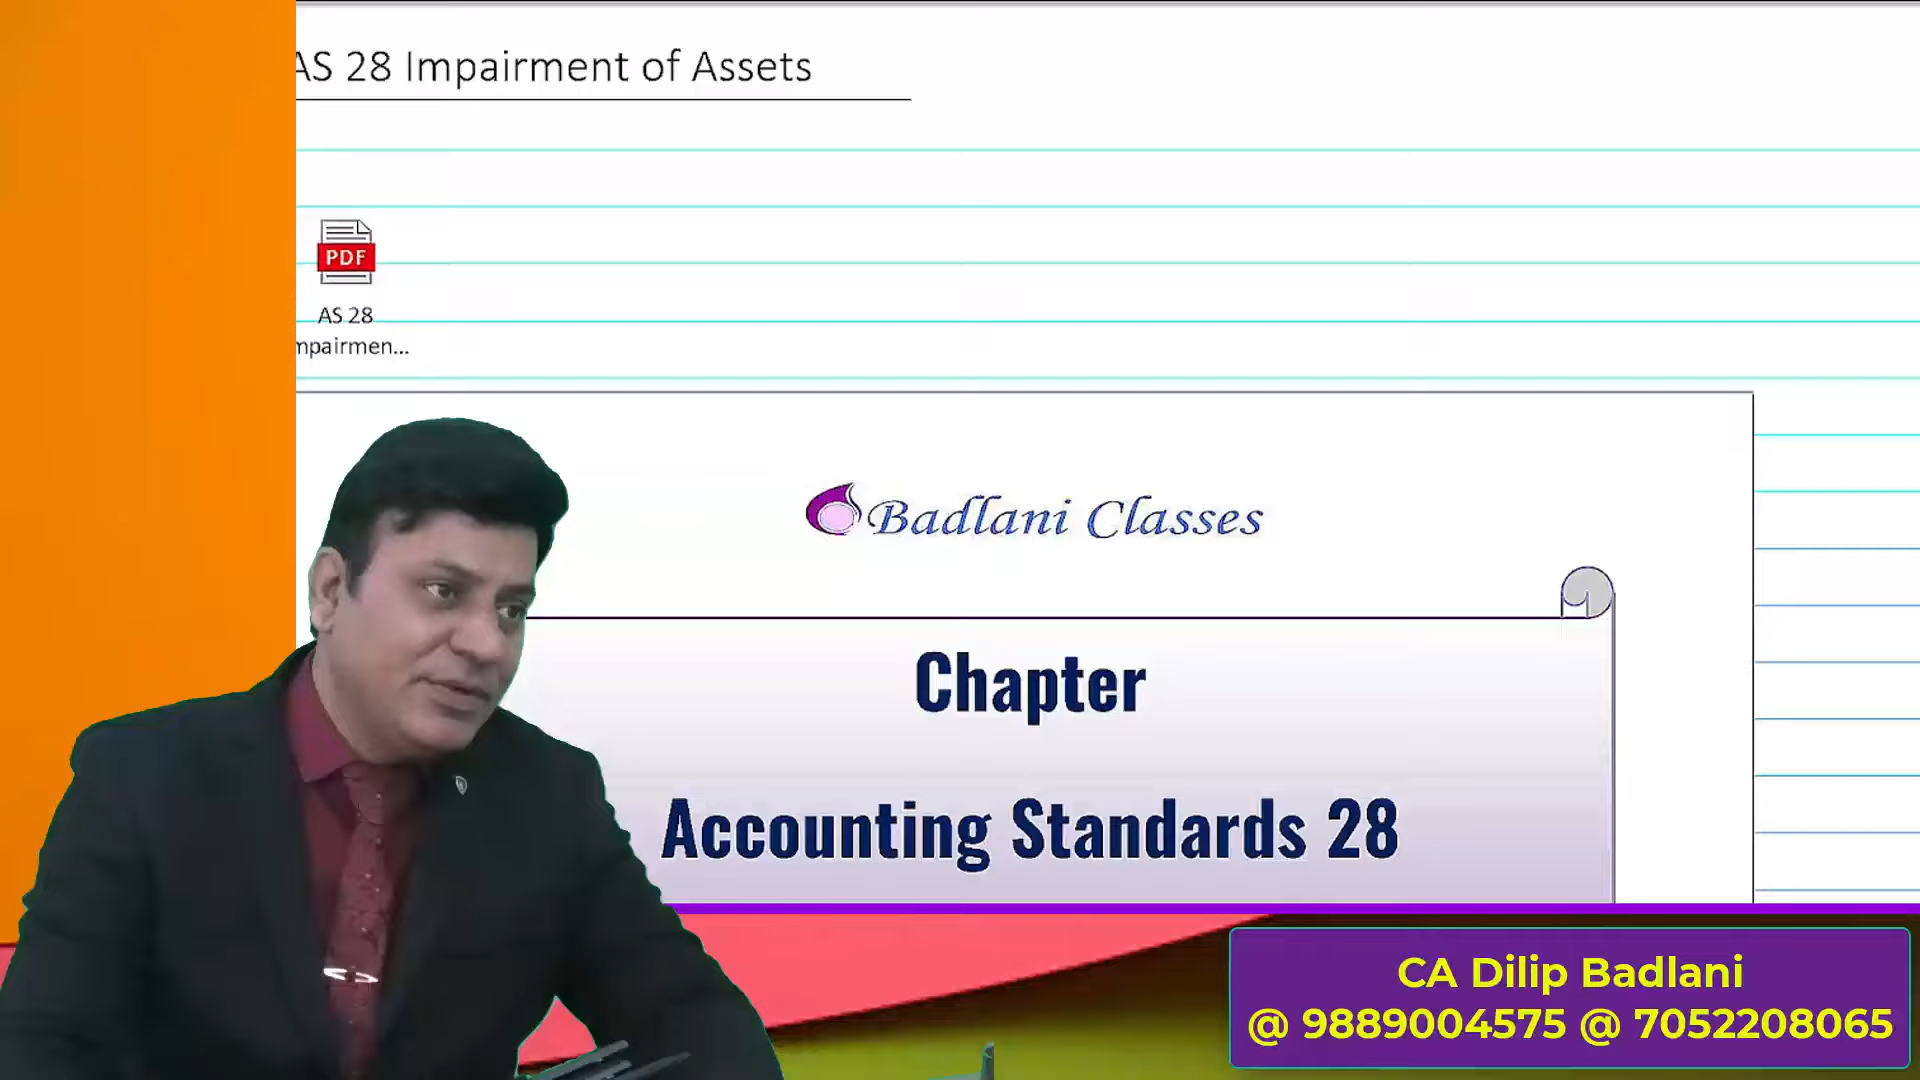 AS 28 Impairment of Assets
PDF
AS 28
mpairmen...
Badlani Classes
Chapter
Accounting Standards 28
CA Dilip Badlani
@ 9889004575 @ 7052208065